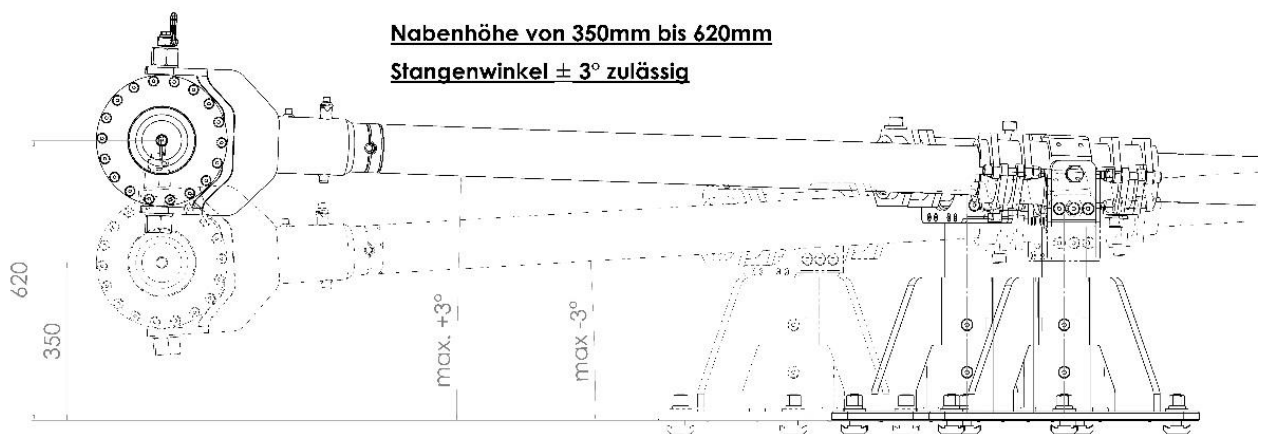 Nabenhöhe von 350mm bis 620mm
Stangenwinkel ± 3° zulässig
620
350
max. +3°
max -3°